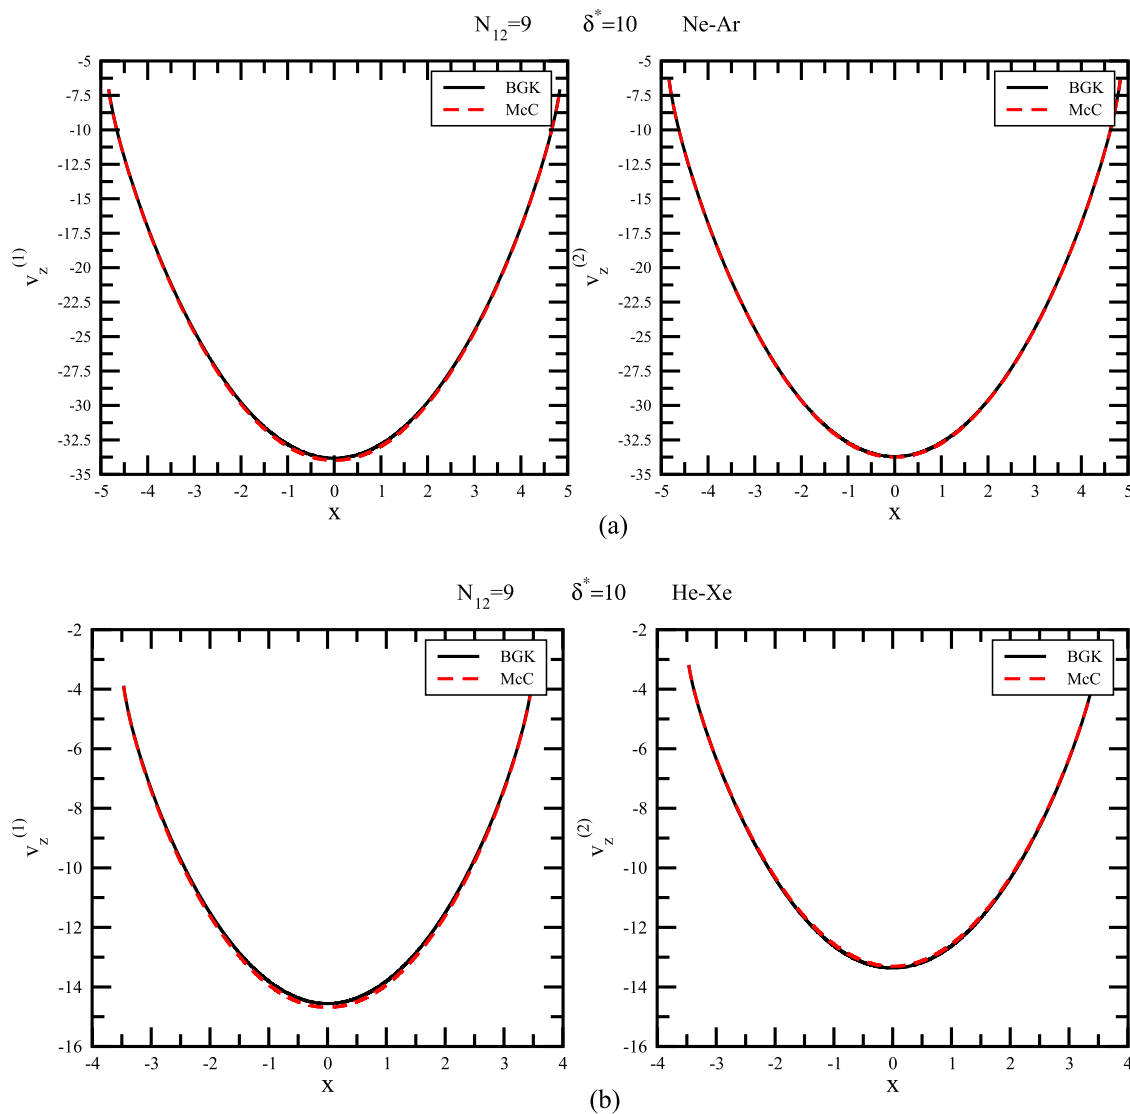 N12=9 δ*=10 Ne-Ar
-5 -5
BGK BGK
-7.5 -7.5
McC McC
-10 -10
-12.5 -12.5
-15 -15
-17.5 -17.5
vz(1) vz(2)
-20 -20
-22.5 -22.5
-25 -25
-27.5 -27.5
-30 -30
-32.5 -32.5
-35 -35
-5 -4 -3 -2 -1 0 1 2 3 4 5 -5 -4 -3 -2 -1 0 1 2 3 4 5
x x
(a)
N12=9 δ*=10 He-Xe
-2 -2
BGK BGK
McC McC
-4 -4
-6 -6
-8 -8
vz(1) vz(2)
-10 -10
-12 -12
-14 -14
-16 -16
-4 -3 -2 -1 0 1 2 3 4 -4 -3 -2 -1 0 1 2 3 4
x x
(b)